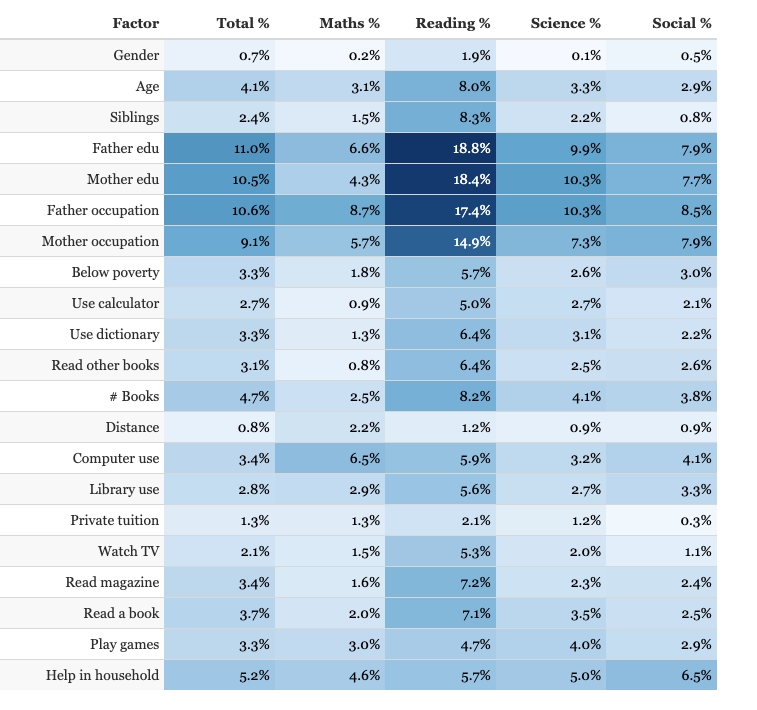 Factor Total % Maths % Reading % Science % Social %
Gender 0.7% 0.2% 1.9% 0.1% 0.5%
Age 4.1% 3.1% 8.0% 3.3% 2.9%
Siblings 2.4% 1.5% 8.3% 2.2% 0.8%
Father edu 11.0% 6.6% 18.8% 9.9% 7.9%
Mother edu 10.5% 4.3% 18.4% 10.3% 7.7%
Father occupation 10.6% 8.7% 17.4% 10.3% 8.5%
Mother occupation 9.1% 5.7% 14.9% 7.3% 7.9%
Below poverty 3.3% 1.8% 5.7% 2.6% 3.0%
Use calculator 2.7% 0.9% 5.0% 2.7% 2.1%
Use dictionary 3.3% 1.3% 6.4% 3.1% 2.2%
Read other books 3.1% 0.8% 6.4% 2.5% 2.6%
# Books 4.7% 2.5% 8.2% 4.1% 3.8%
Distance 0.8% 2.2% 1.2% 0.9% 0.9%
Computer use 3.4% 6.5% 5.9% 3.2% 4.1%
Library use 2.8% 2.9% 5.6% 2.7% 3.3%
Private tuition 1.3% 1.3% 2.1% 1.2% 0.3%
Watch TV 2.1% 1.5% 5.3% 2.0% 1.1%
Read magazine 3.4% 1.6% 7.2% 2.3% 2.4%
Read a book 3.7% 2.0% 7.1% 3.5% 2.5%
Play games 3.3% 3.0% 4.7% 4.0% 2.9%
Help in household 5.2% 4.6% 5.7% 5.0% 6.5%